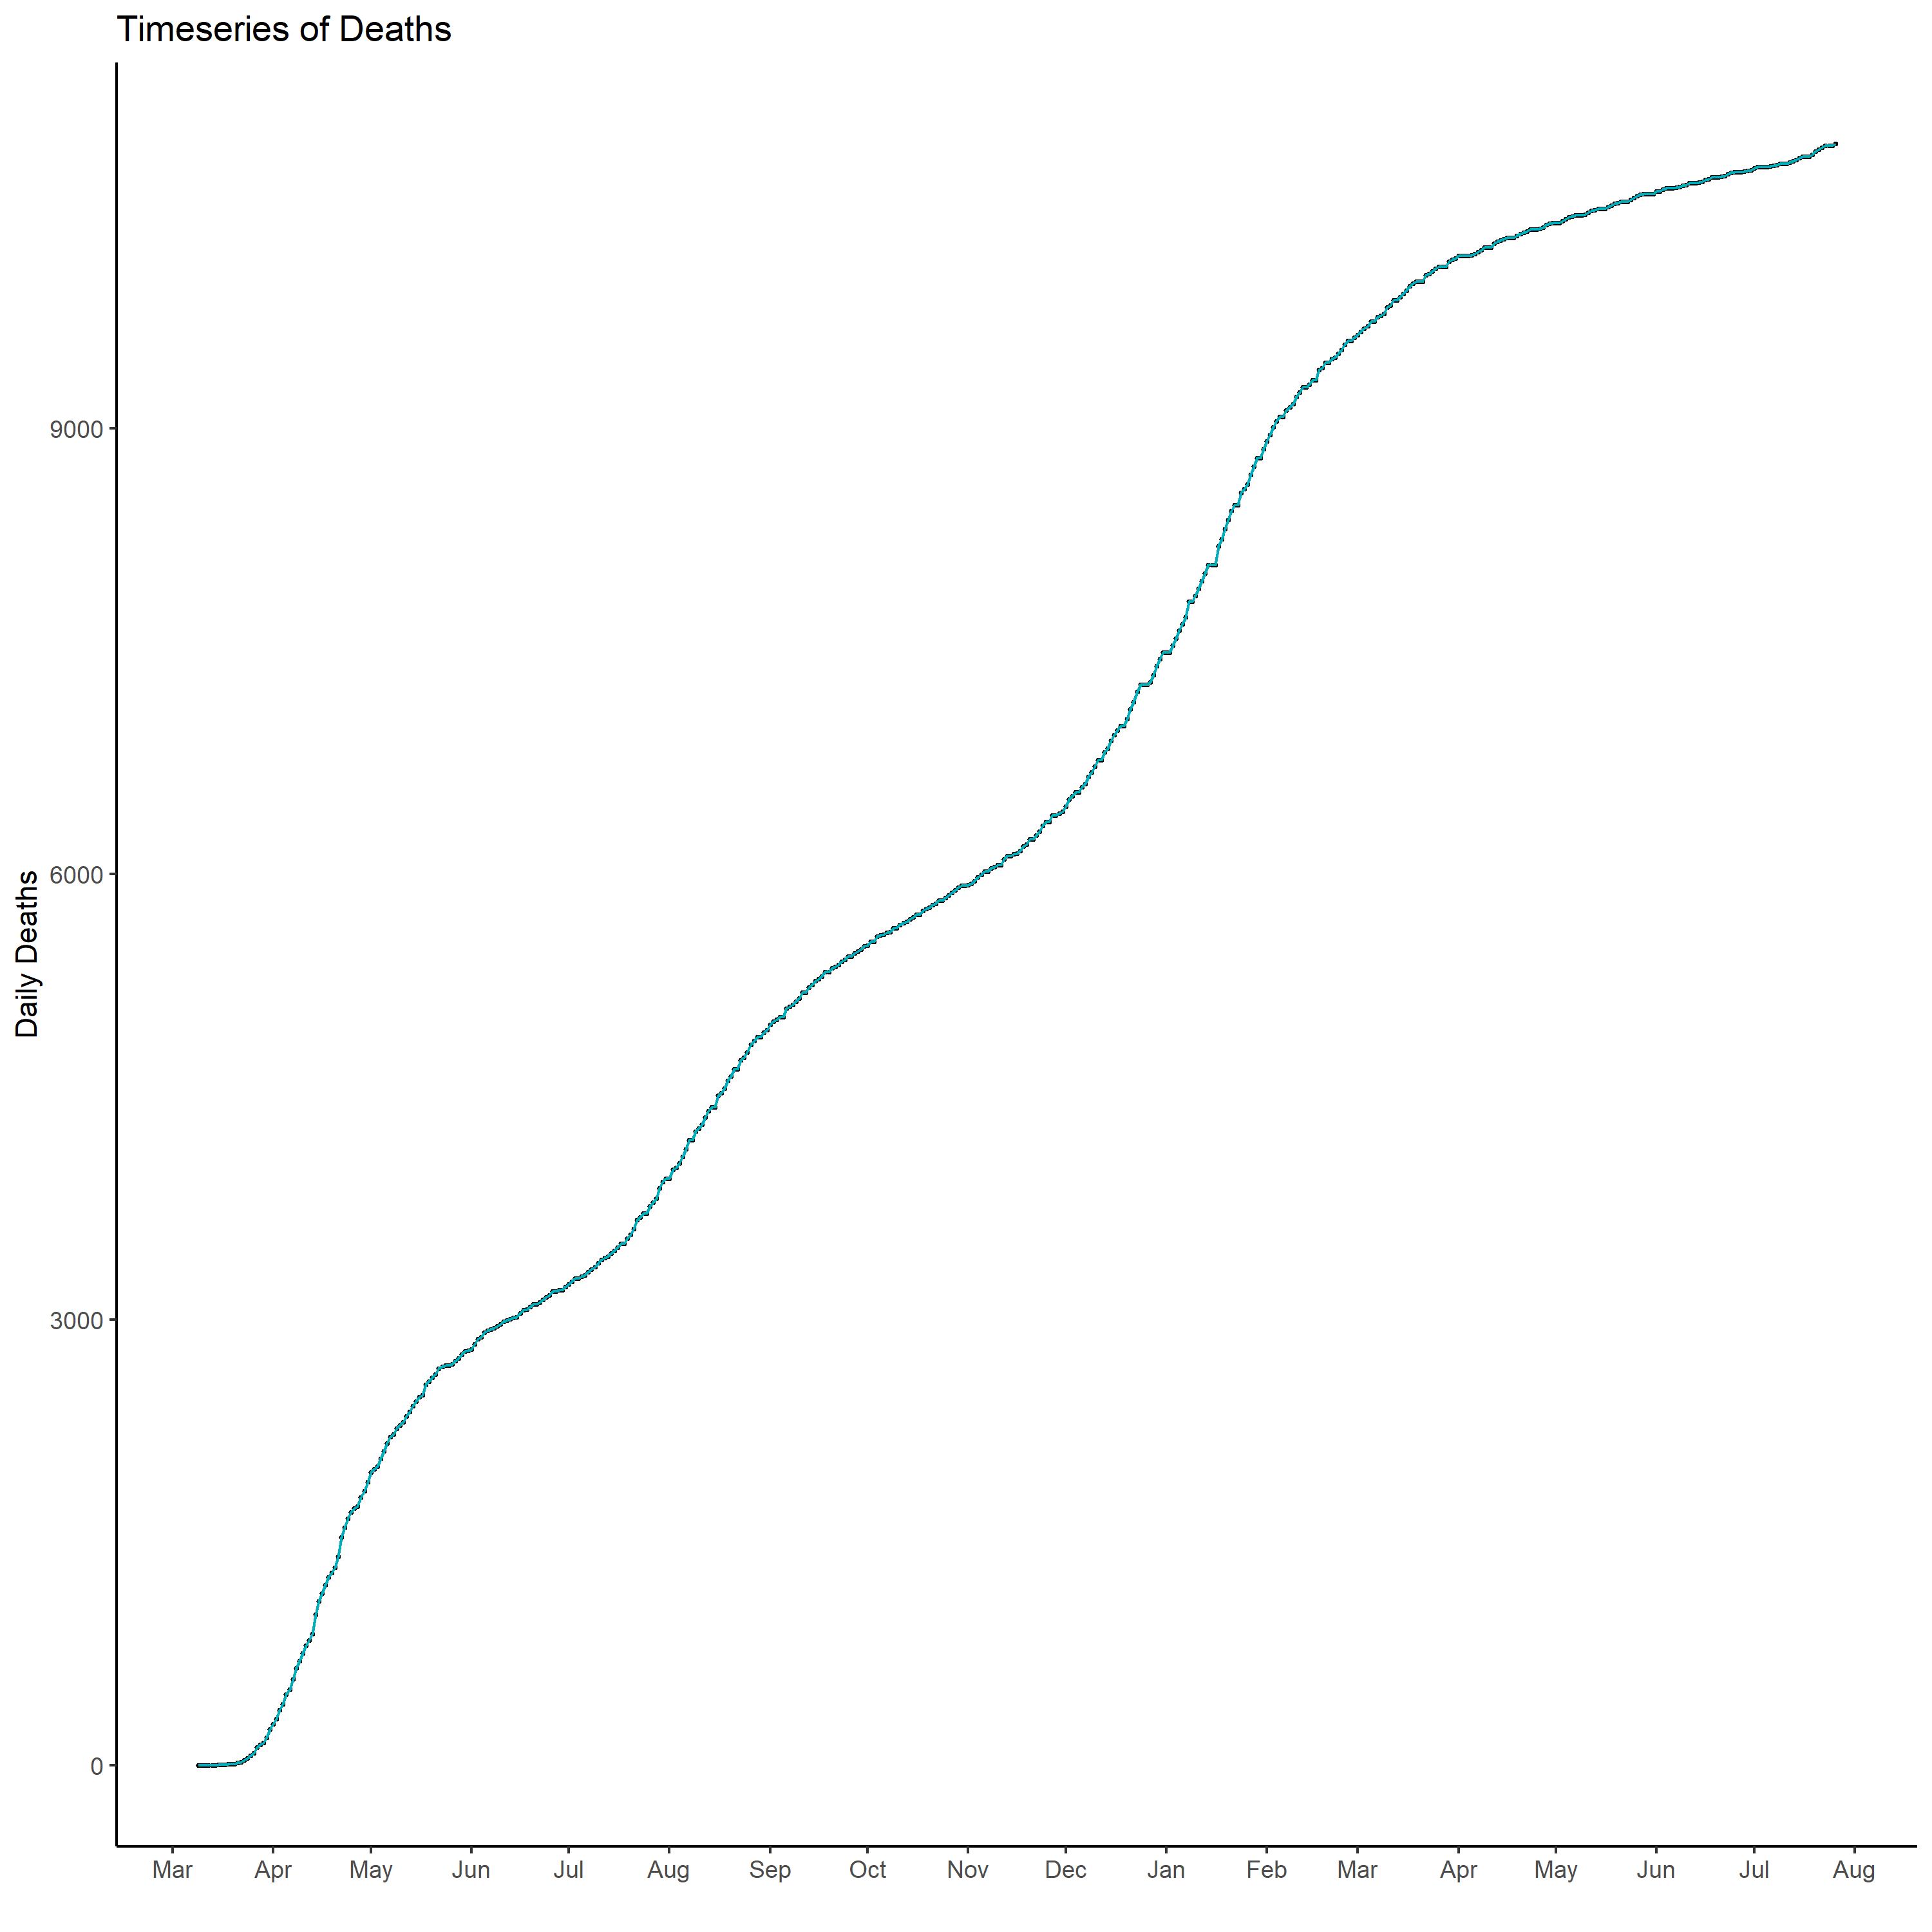 Timeseries of Deaths
Daily Deaths
9000
6000
3000
0
Mar Apr May Jun Jul Aug Sep Oct Nov Dec Jan Feb Mar Apr May Jun Jul Aug